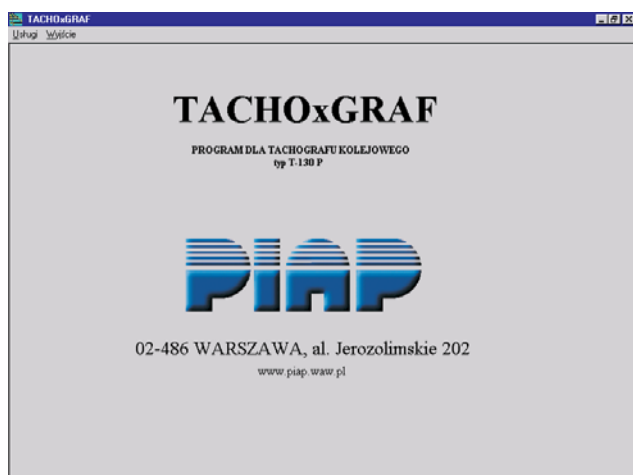 TACHOxGRAF
Usługi Wyjście
TACHOxGRAF
PROGRAM DLA TACHOGRAFU KOLEJOWEGO
typ T-130 P
PIAP
02-486 WARSZAWA, al. Jerozolimskie 202
www.piap.waw.pl